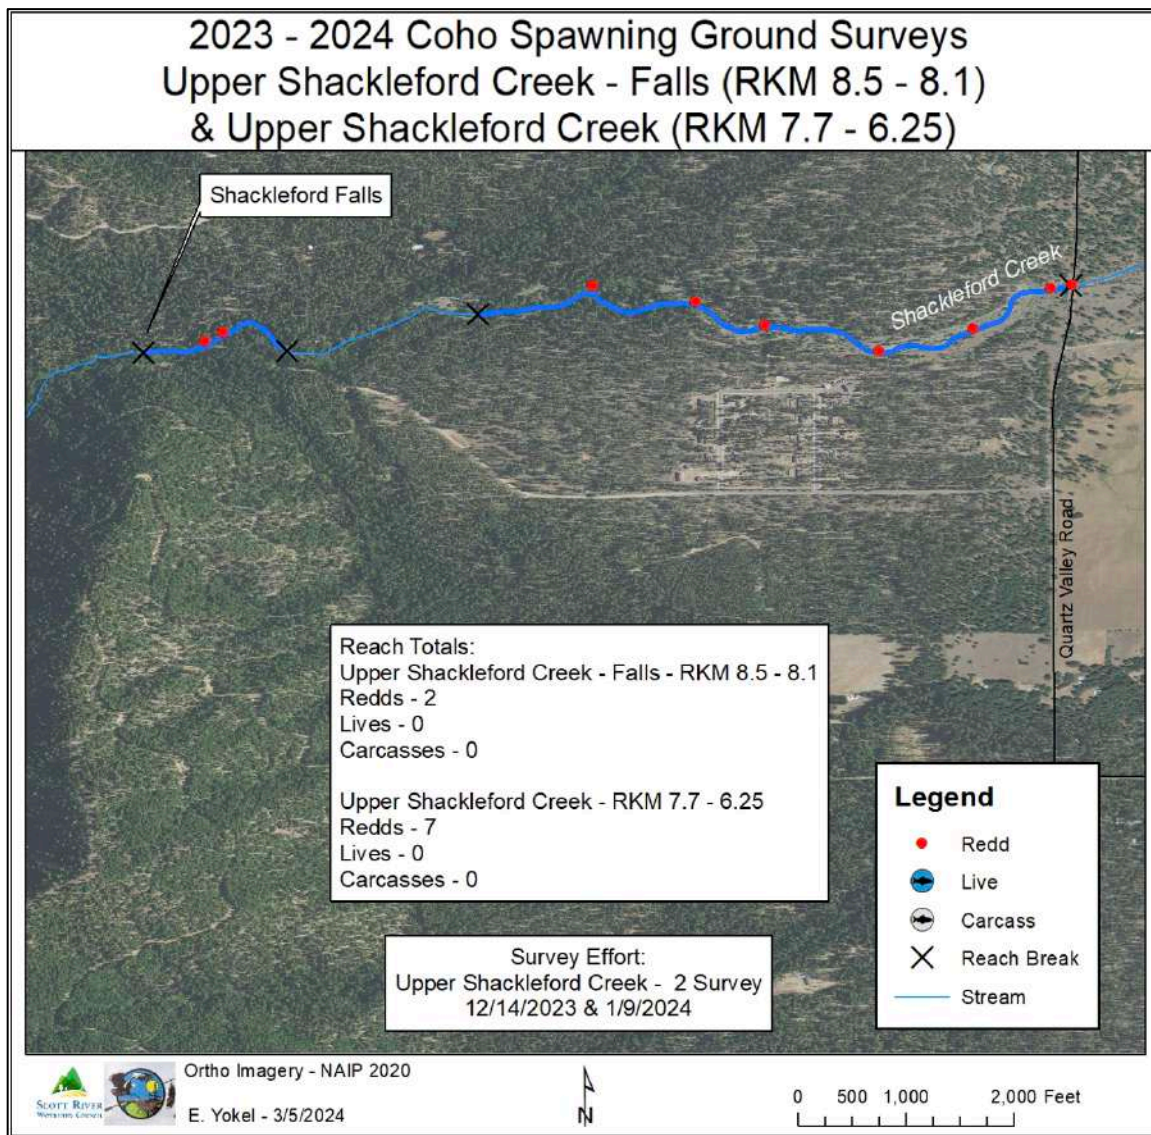 2023 - 2024 Coho Spawning Ground Surveys
Upper Shackleford Creek - Falls (RKM 8.5 - 8.1)
& Upper Shackleford Creek (RKM 7.7 - 6.25)
Shackleford Falls
Shackleford Creek
Quartz Valley Road
Reach Totals:
Upper Shackleford Creek - Falls - RKM 8.5 - 8.1
Redds - 2
Lives - 0
Carcasses - 0
Upper Shackleford Creek - RKM 7.7 - 6.25
Redds - 7
Lives - 0
Carcasses - 0
Legend
Redd
Live
Carcass
Reach Break
Stream
Survey Effort:
Upper Shackleford Creek - 2 Survey
12/14/2023 & 1/9/2024
SCOTT RIVER
WATERSHED COUNCIL
Ortho Imagery - NAIP 2020
E. Yokel - 3/5/2024
N
0 500 1,000 2,000 Feet